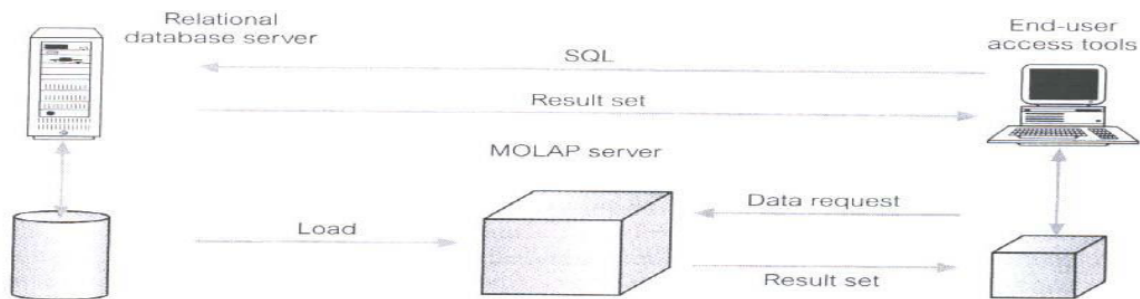 Relational
database server
End-user
access tools
SQL
Result set
MOLAP server
Data request
Load
Result set